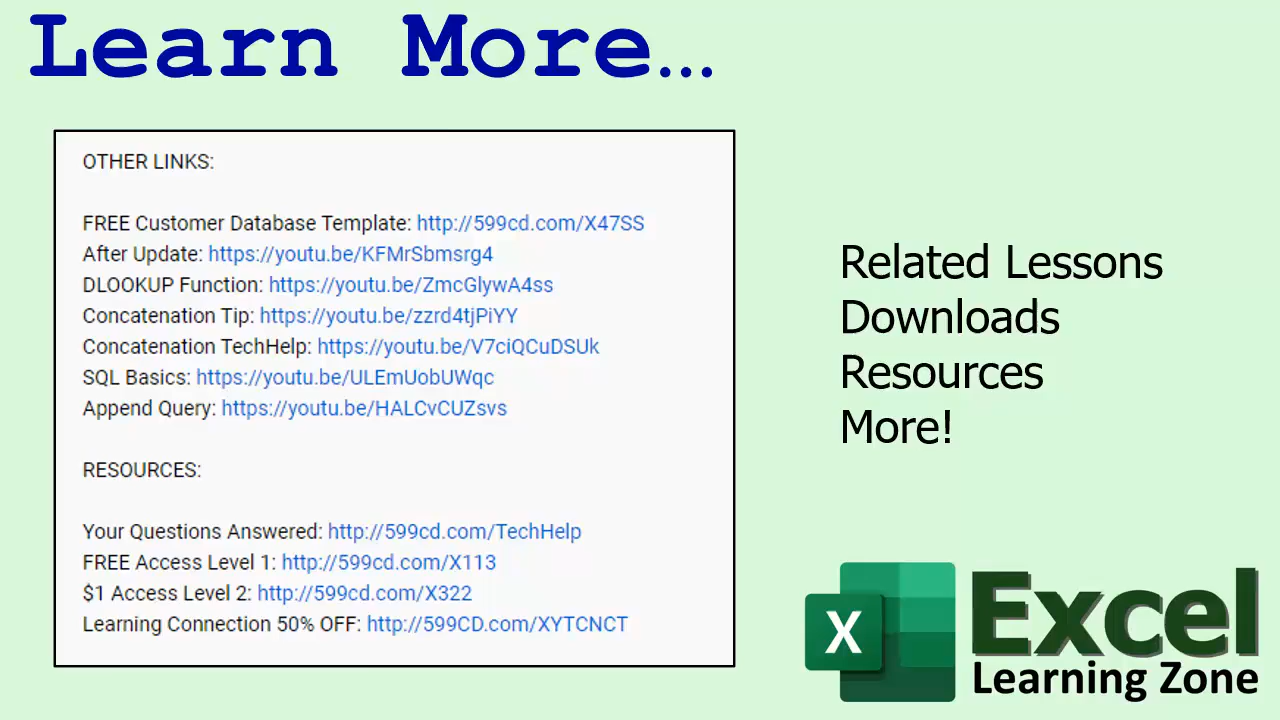 Learn More...
OTHER LINKS:
FREE Customer Database Template: http://599cd.com/X47SS
After Update: https://youtu.be/KFMrSbmsrg4
DLOOKUP Function: https://youtu.be/ZmcGlywA4ss
Concatenation Tip: https://youtu.be/zzrd4tjPiYY
Concatenation TechHelp: https://youtu.be/V7ciQCuDSUk
SQL Basics: https://youtu.be/ULEmUobUWqc
Append Query: https://youtu.be/HALCvCUZsvs
RESOURCES:
Your Questions Answered: http://599cd.com/TechHelp
FREE Access Level 1: http://599cd.com/X113
$1 Access Level 2: http://599cd.com/X322
Learning Connection 50% OFF: http://599CD.com/XYTCNCT
Related Lessons
Downloads
Resources
More!
X
Excel
Learning Zone